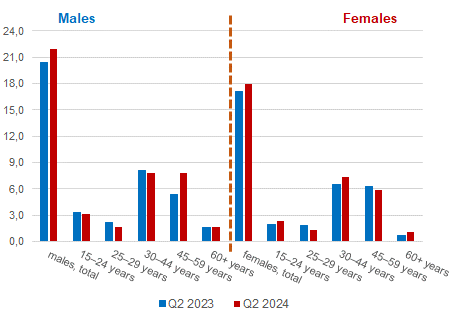 Males
Females
24,0
21,0
18,0
15,0
12,0
9,0
6,0
3,0
0,0
males, total
15–24 years
25–29 years
30–44 years
45–59 years
60+ years
females, total
15–24 years
25–29 years
30–44 years
45–59 years
60+ years
Q2 2023
Q2 2024